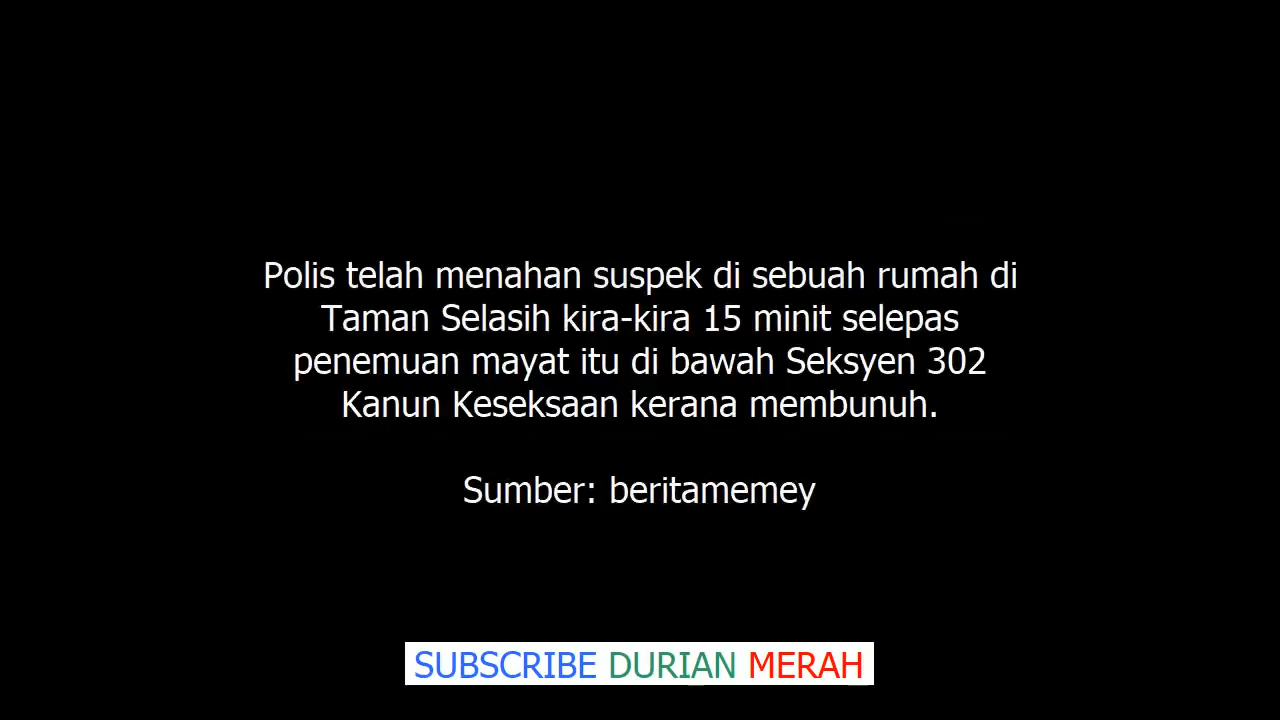 Polis telah menahan suspek di sebuah rumah di
Taman Selasih kira-kira 15 minit selepas
penemuan mayat itu di bawah Seksyen 302
Kanun Keseksaan kerana membunuh.
Sumber: beritamemey
SUBSCRIBE DURIAN MERAH